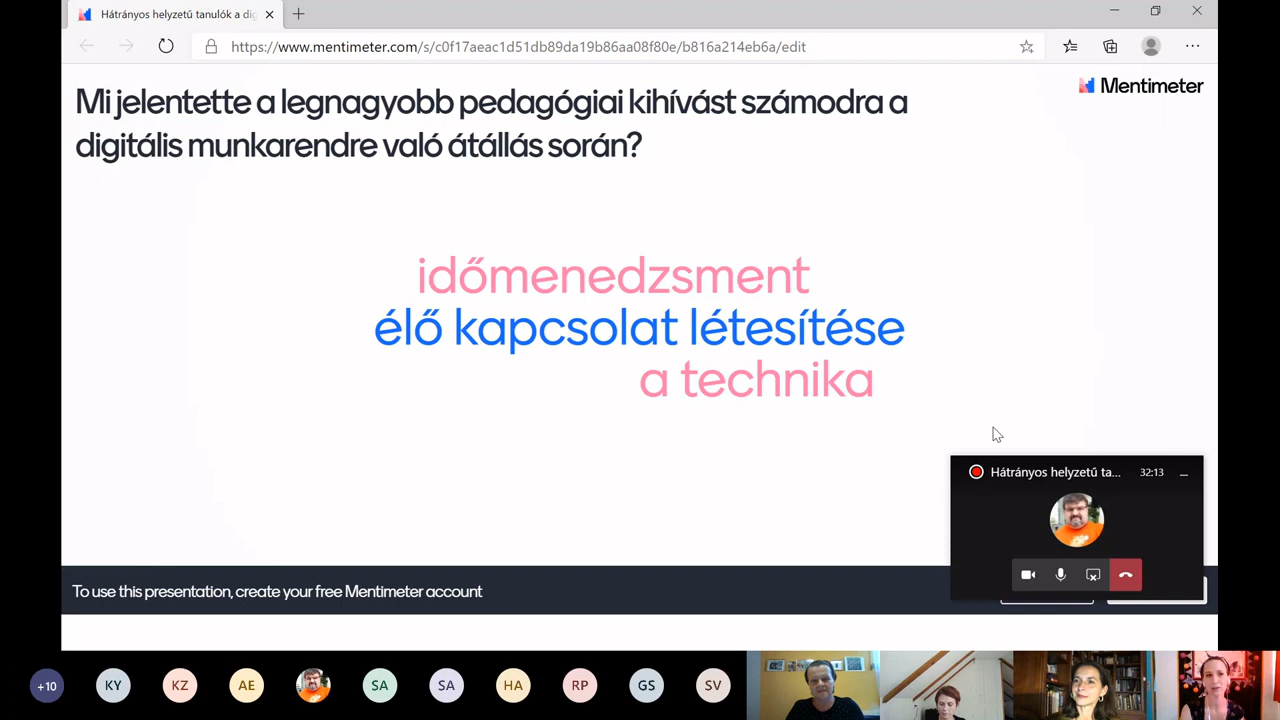 Hátrányos helyzetű tanulók a dig
https://www.mentimeter.com/s/c0f17aeac1d51db89da19b86aa08f80e/b816a214eb6a/edit
Mentimeter
Mi jelentette a legnagyobb pedagógiai kihívást számodra a
digitális munkarendre való átállás során?
időmenedzsment
élő kapcsolat létesítése
a technika
Hátrányos helyzetű ta...
32:13
To use this presentation, create your free Mentimeter account
+10
KY
KZ
AE
SA
SA
HA
RP
GS
SV